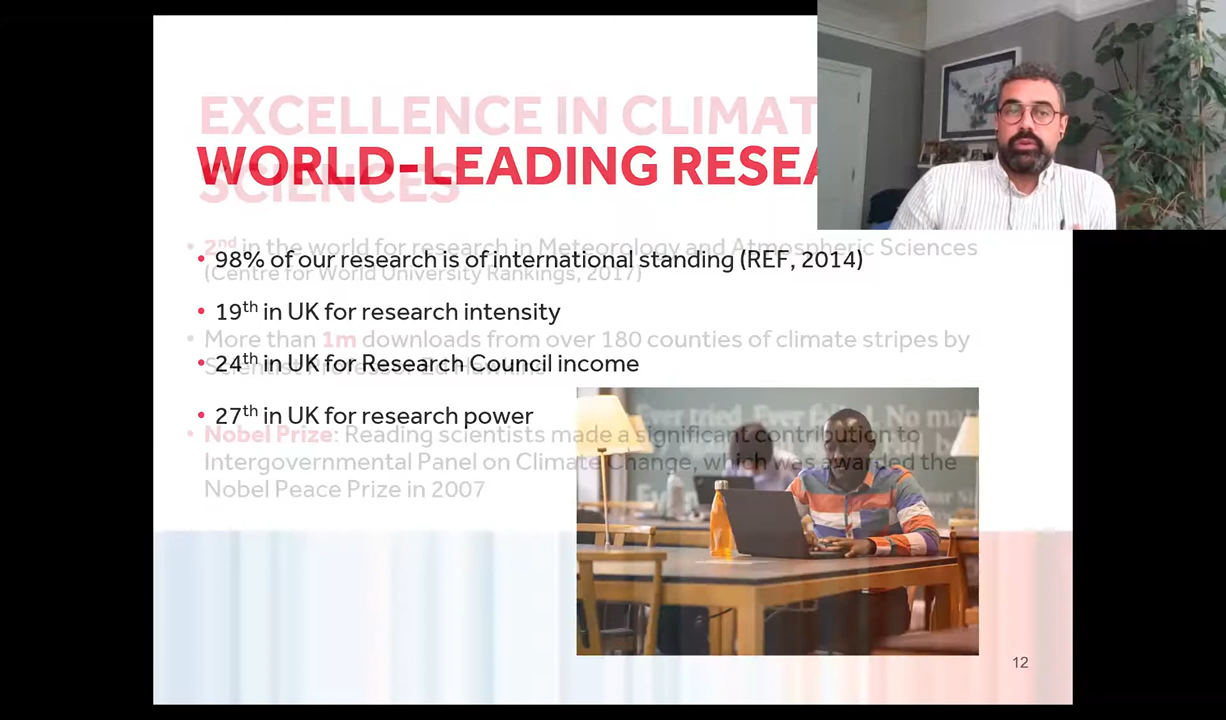 EXCELLENCE IN CLIMAT
SCIENCES
WORLD-LEADING RESEA
• 2nd in the world for research in Meteorology and Atmospheric Sciences
(Centre for World University Rankings, 2017)
• 98% of our research is of international standing (REF, 2014)
• 19th in UK for research intensity
• More than 1m downloads from over 180 counties of climate stripes by
Scientist Professor Ed Hawkins
• 24th in UK for Research Council income
• 27th in UK for research power
• Nobel Prize: Reading scientists made a significant contribution to
Intergovernmental Panel on Climate Change, which was awarded the
Nobel Peace Prize in 2007
Ever tried. Ever failed. No
12